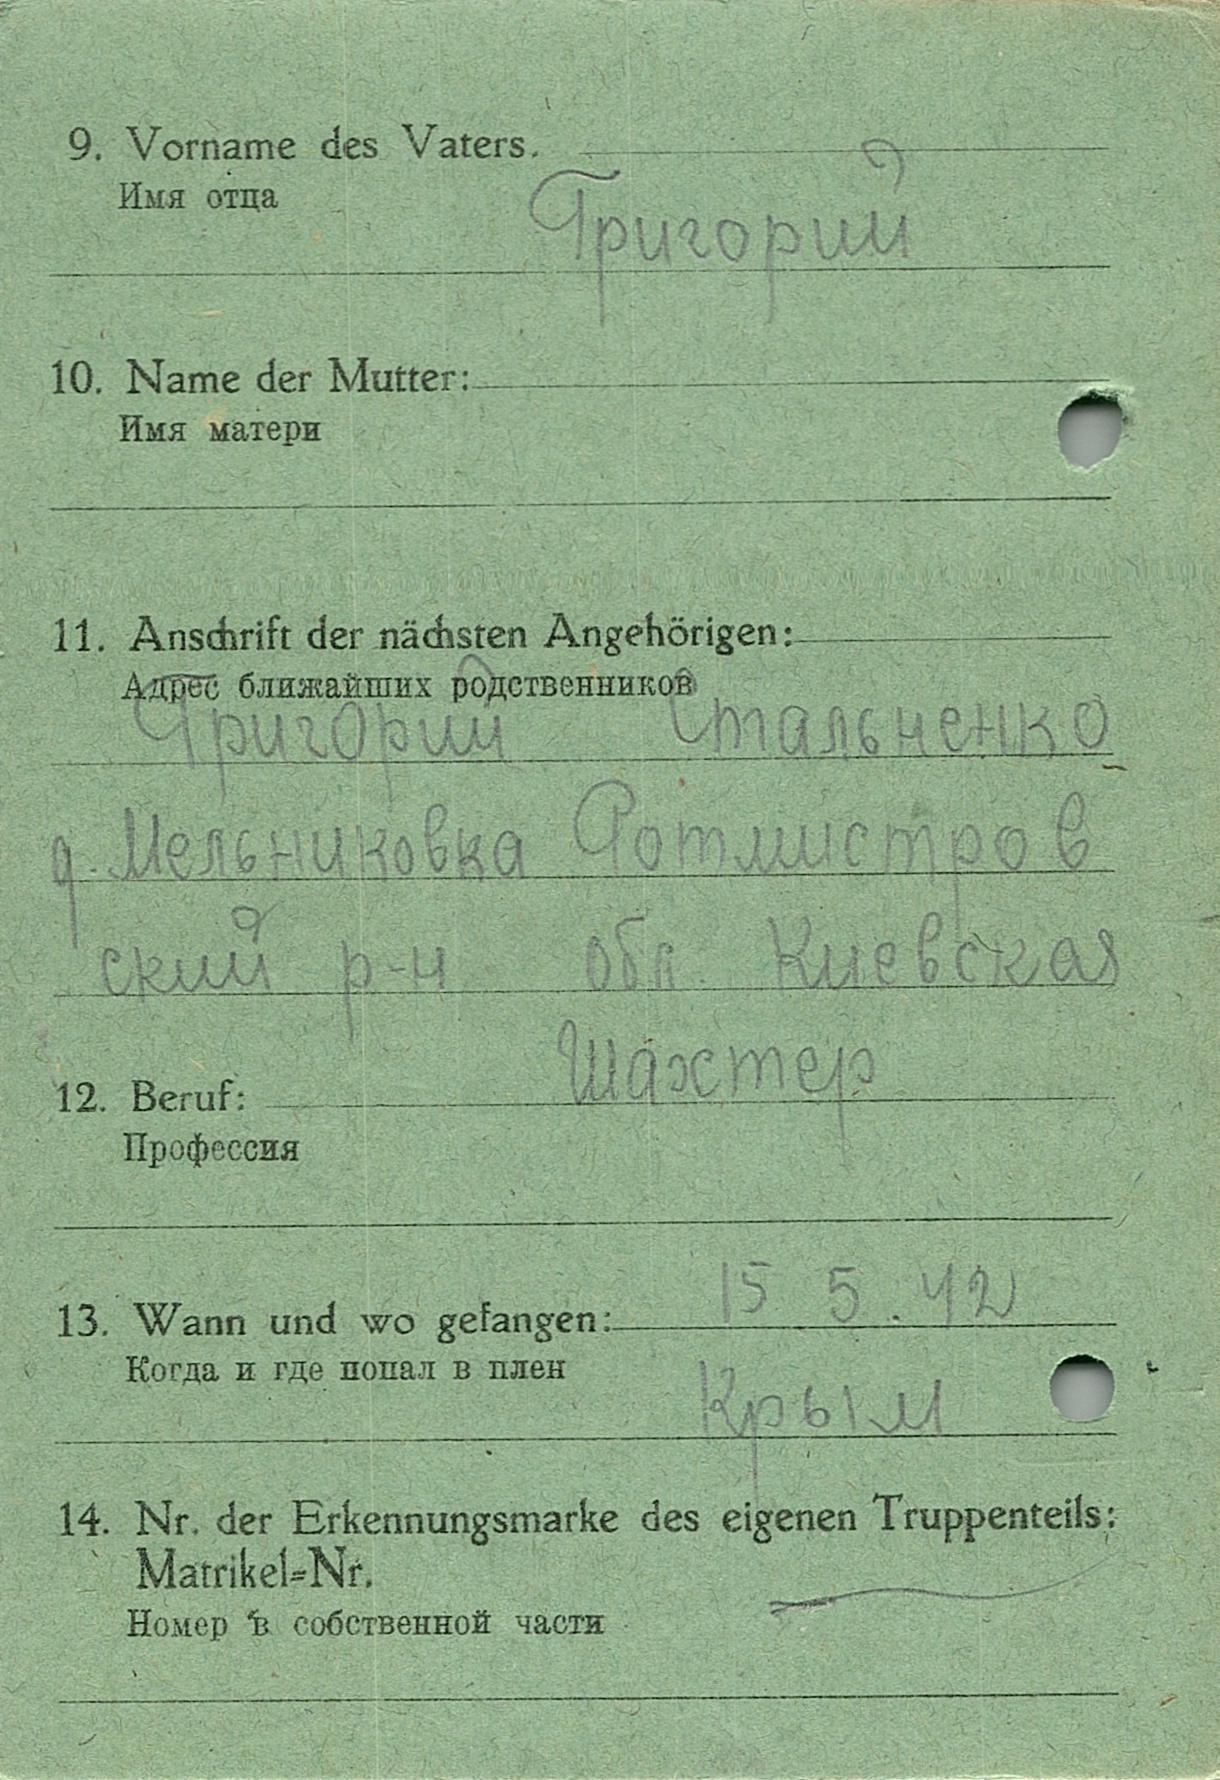 9. Vorname des Vaters.
Имя отца
Григорий
10. Name der Mutter:
Имя матери
11. Anschrift der nächsten Angehörigen:
Адрес ближайших родственников
Григорий Стальненко
д. Мельниковка Ротмистров
ский р-н обл. Киевская
Шахтер
12. Beruf:
Профессия
15 5. 42
13. Wann und wo gefangen:
Когда и где попал в плен
Крым
14. Nr. der Erkennungsmarke des eigenen Truppenteils:
Matrikel=Nr.
Номер в собственной части